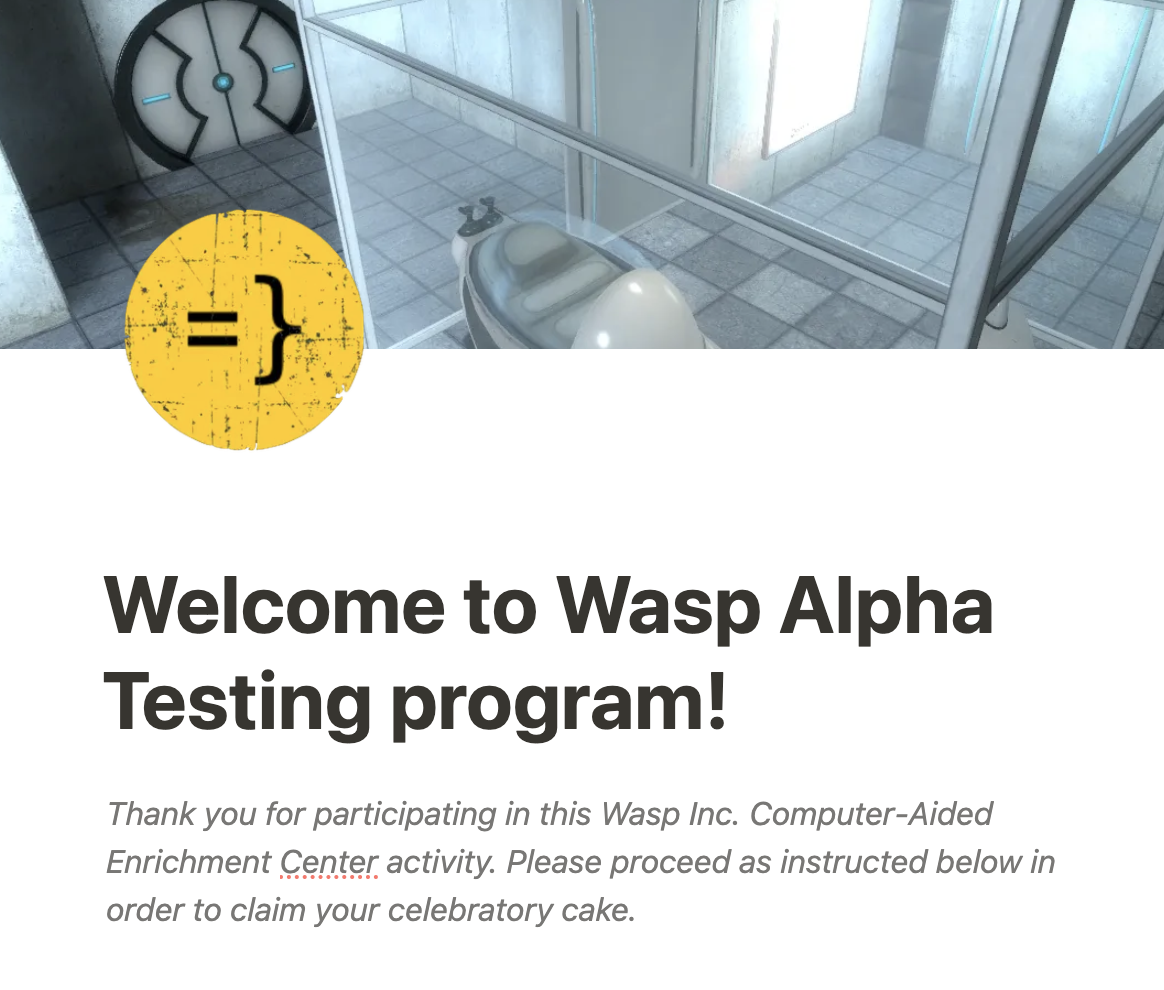 =}
Welcome to Wasp Alpha
Testing program!
Thank you for participating in this Wasp Inc. Computer-Aided
Enrichment Center activity. Please proceed as instructed below in
order to claim your celebratory cake.